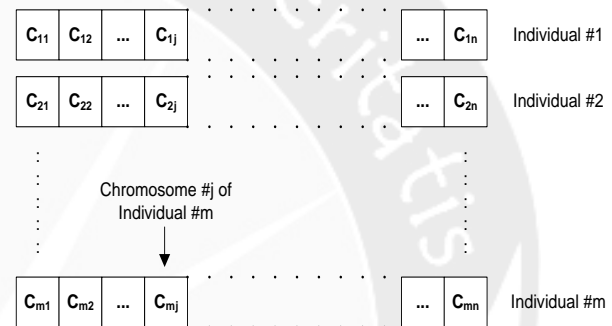 C11 C12 ... C1j ... C1n Individual #1
C21 C22 ... C2j ... C2n Individual #2
Chromosome #j of
Individual #m
Cm1 Cm2 ... Cmj ... Cmn Individual #m
eritatis